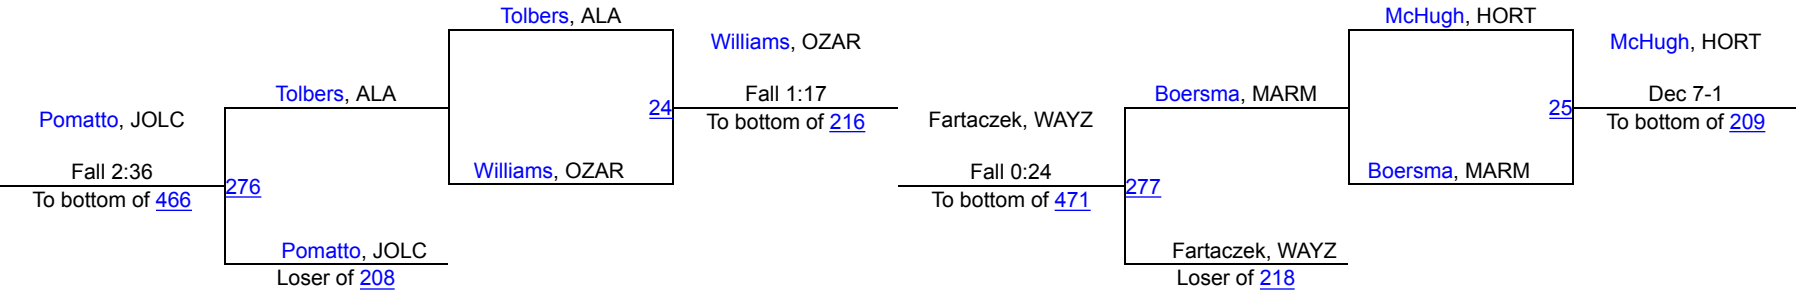 Tolbers, ALA
Williams, OZAR
Tolbers, ALA
24
Fall 1:17
To bottom of 216
Pomatto, JOLC
Williams, OZAR
Fall 2:36
276
To bottom of 466
Pomatto, JOLC
Loser of 208
McHugh, HORT
McHugh, HORT
Boersma, MARM
25
Dec 7-1
To bottom of 209
Fartaczek, WAYZ
Boersma, MARM
Fall 0:24
277
To bottom of 471
Fartaczek, WAYZ
Loser of 218